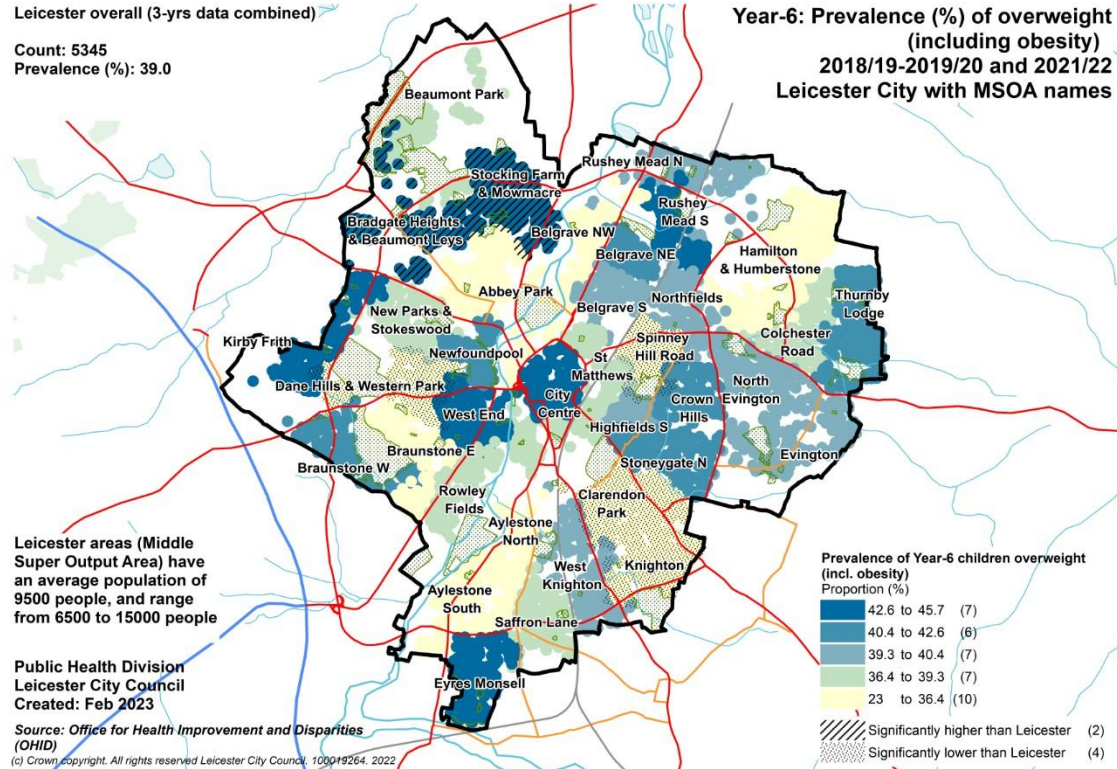 Leicester overall (3-yrs data combined)
Count: 5345
Prevalence (%): 39.0
Year-6: Prevalence (%) of overweight
(including obesity)
2018/19-2019/20 and 2021/22
Leicester City with MSOA names
Beaumont Park
Rushey Mead N
Stocking Farm
& Mowmacre
Rushey
Mead S
Bradgate Heights
& Beaumont Leys
Belgrave NW
Belgrave NE
Hamilton
& Humberstone
Abbey Park
Belgrave S
Northfields
Thurnby
Lodge
New Parks &
Stokeswood
Colchester
Road
Kirby Frith
Newfoundpool
Spinney
Hill Road
St
Matthews
Dane Hills & Western Park
North
Evington
West End
City
Centre
Crown
Hills
Highfields S
Braunstone E
Evington
Braunstone W
Stoneygate N
Rowley
Fields
Clarendon
Park
Aylestone
North
West
Knighton
Knighton
Aylestone
South
Saffron Lane
Eyres Monsell
Leicester areas (Middle
Super Output Area) have
an average population of
9500 people, and range
from 6500 to 15000 people
Public Health Division
Leicester City Council
Created: Feb 2023
Source: Office for Health Improvement and Disparities
(OHID)
(c) Crown copyright. All rights reserved Leicester City Council. 100019264. 2022
Prevalence of Year-6 children overweight
(incl. obesity)
Proportion (%)
42.6 to 45.7 (7)
40.4 to 42.6 (6)
39.3 to 40.4 (7)
36.4 to 39.3 (7)
23 to 36.4 (10)
Significantly higher than Leicester (2)
Significantly lower than Leicester (4)